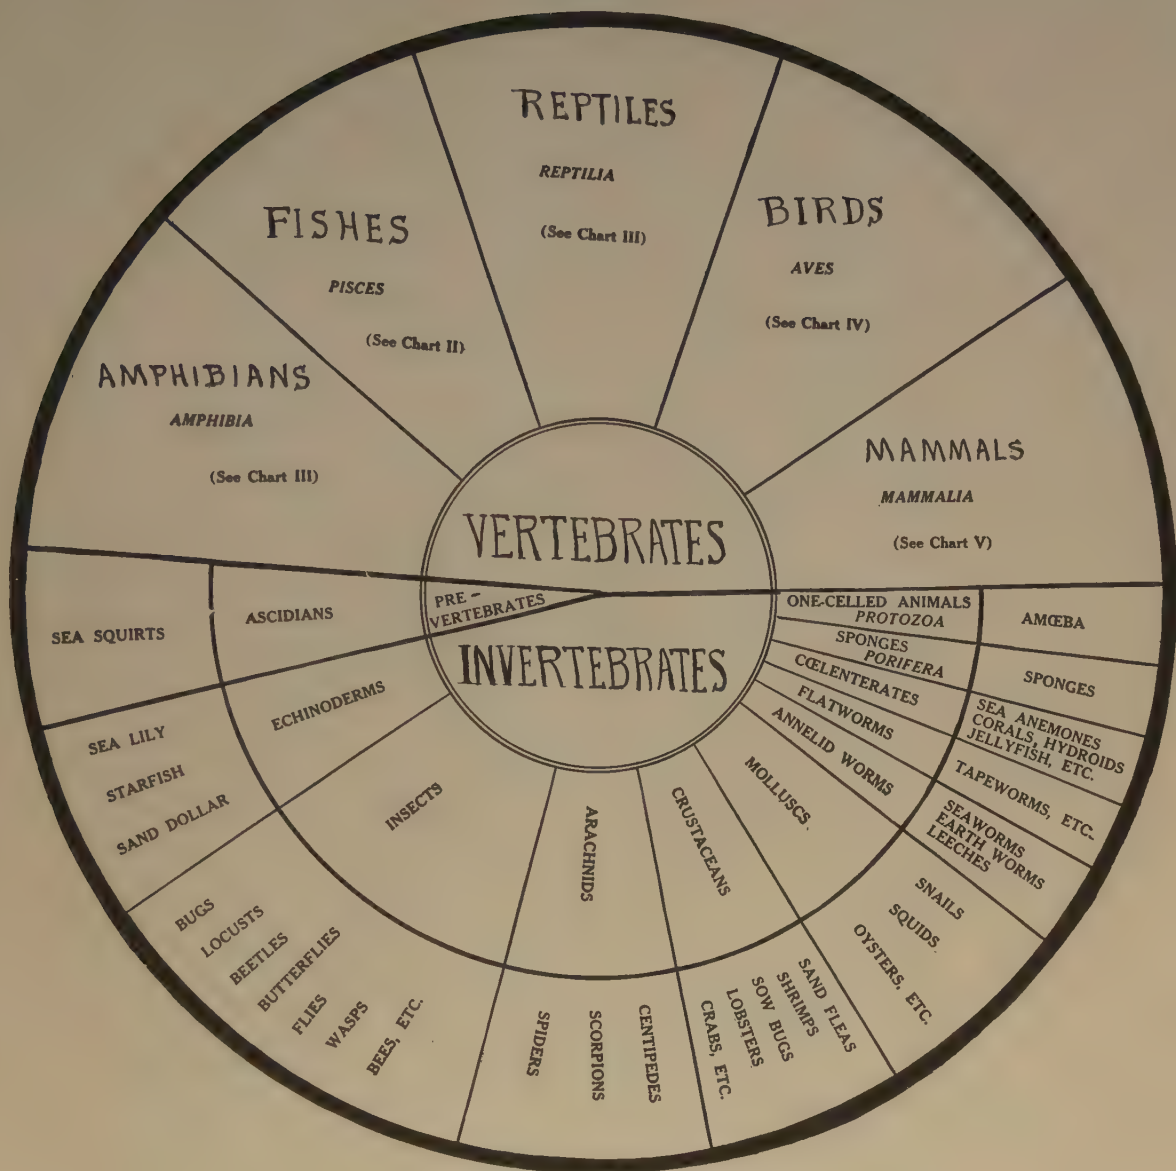 REPTILES
REPTILIA
(See Chart III)
FISHES
PISCES
(See Chart II)
BIRDS
AVES
(See Chart IV)
AMPHIBIANS
AMPHIBIA
(See Chart III)
MAMMALS
MAMMALIA
(See Chart V)
VERTEBRATES
PRE-
VERTEBRATES
INVERTEBRATES
ASCIDIANS
SEA SQUIRTS
ECHINODERMS
SEA LILY
STARFISH
SAND DOLLAR
INSECTS
BUGS
LOCUSTS
BEETLES
BUTTERFLIES
FLIES
WASPS
BEES, ETC.
ARACHNIDS
SPIDERS
SCORPIONS
CENTIPEDES
CRUSTACEANS
SAND FLEAS
SHRIMPS
SOW BUGS
LOBSTERS
CRABS, ETC.
MOLLUSCS
SNAILS
SQUIDS
OYSTERS, ETC.
ANNELID WORMS
SEAWORMS
EARTH WORMS
LEECHES
FLATWORMS
TAPEWORMS, ETC.
CŒLENTERATES
SEA ANEMONES
CORALS, HYDROIDS
JELLYFISH, ETC.
SPONGES
PORIFERA
SPONGES
ONE-CELLED ANIMALS
PROTOZOA
AMŒBA